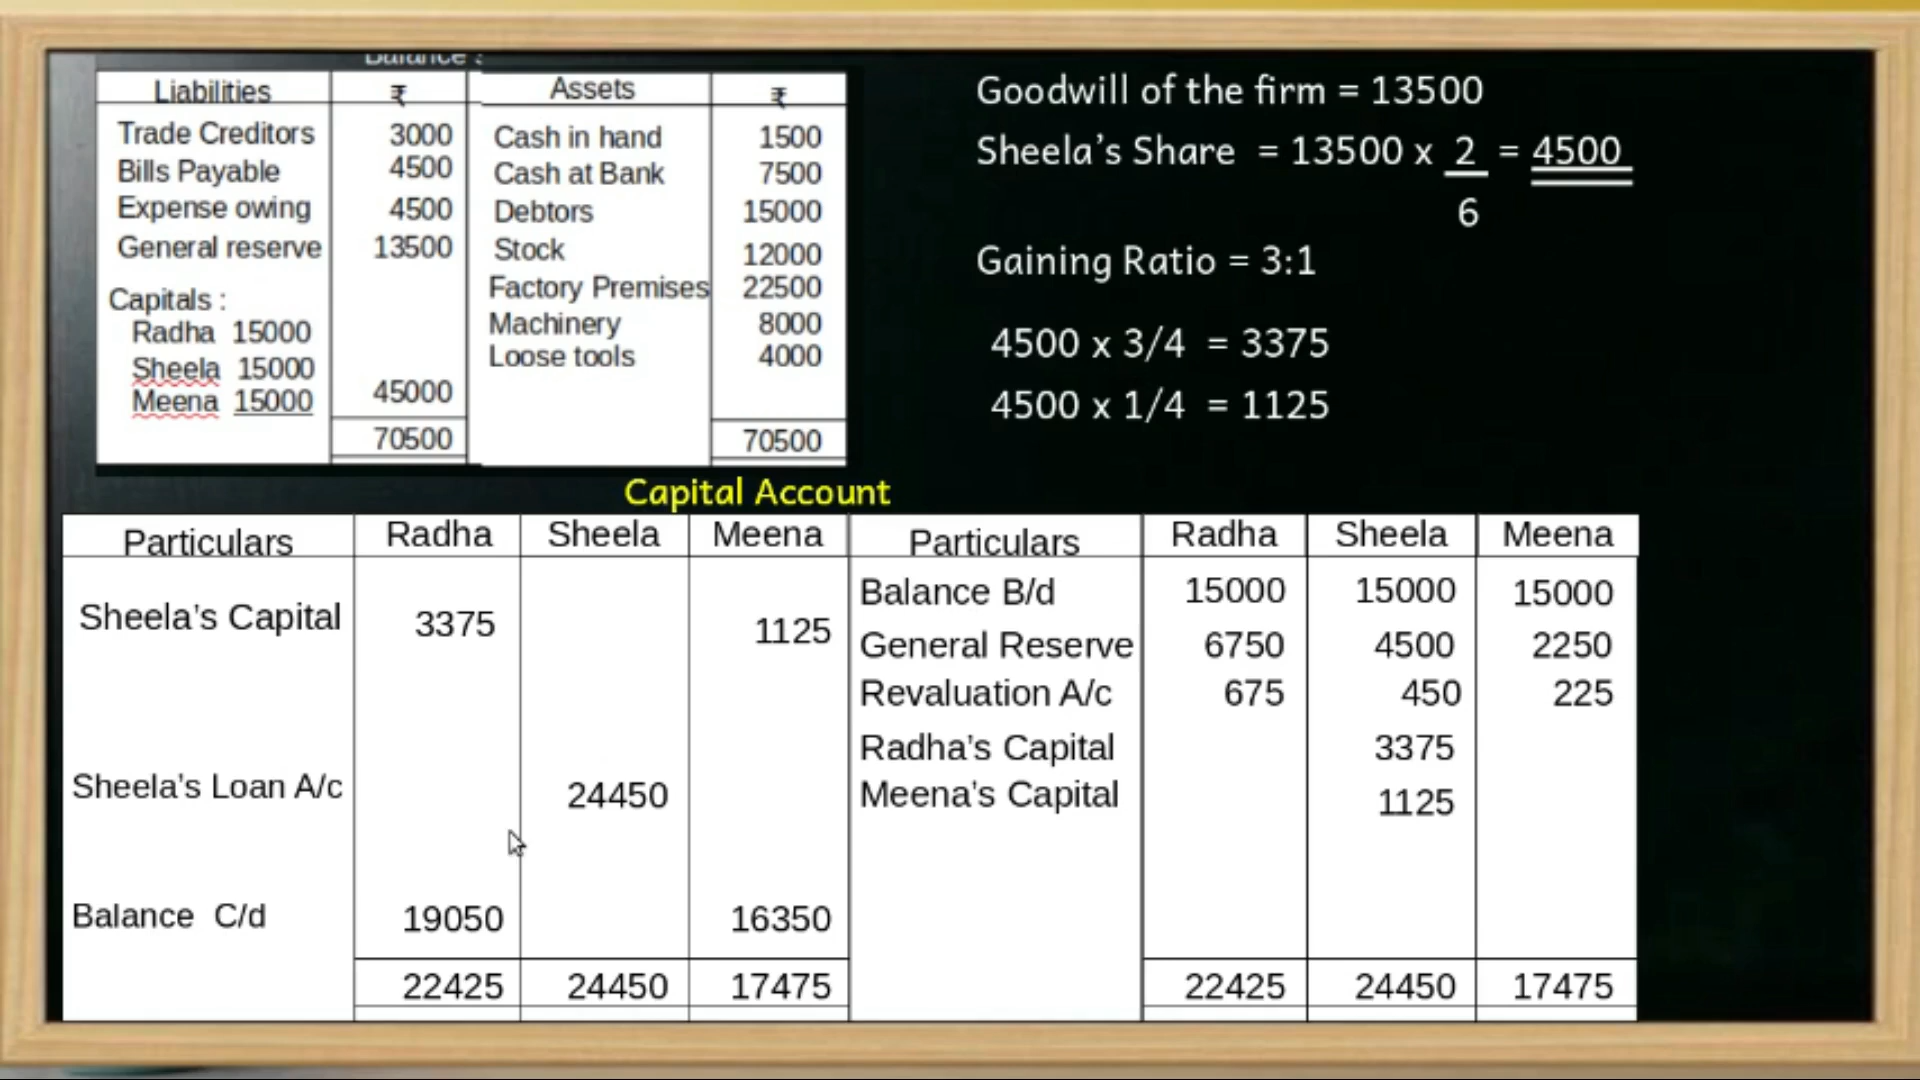 Balance
Liabilities ₹ Assets ₹
Trade Creditors 3000 Cash in hand 1500
Bills Payable 4500 Cash at Bank 7500
Expense owing 4500 Debtors 15000
General reserve 13500 Stock 12000
Factory Premises 22500
Capitals :
Radha 15000 Machinery 8000
Sheela 15000 Loose tools 4000
Meena 15000 45000
70500 70500
Goodwill of the firm = 13500
Sheela's Share = 13500 x 2 = 4500
6
Gaining Ratio = 3:1
4500 x 3/4 = 3375
4500 x 1/4 = 1125
Capital Account
Particulars Radha Sheela Meena Particulars Radha Sheela Meena
Balance B/d 15000 15000 15000
Sheela's Capital 3375 1125 General Reserve 6750 4500 2250
Revaluation A/c 675 450 225
Radha's Capital 3375
Sheela's Loan A/c 24450 Meena's Capital 1125
Balance C/d 19050 16350
22425 24450 17475 22425 24450 17475